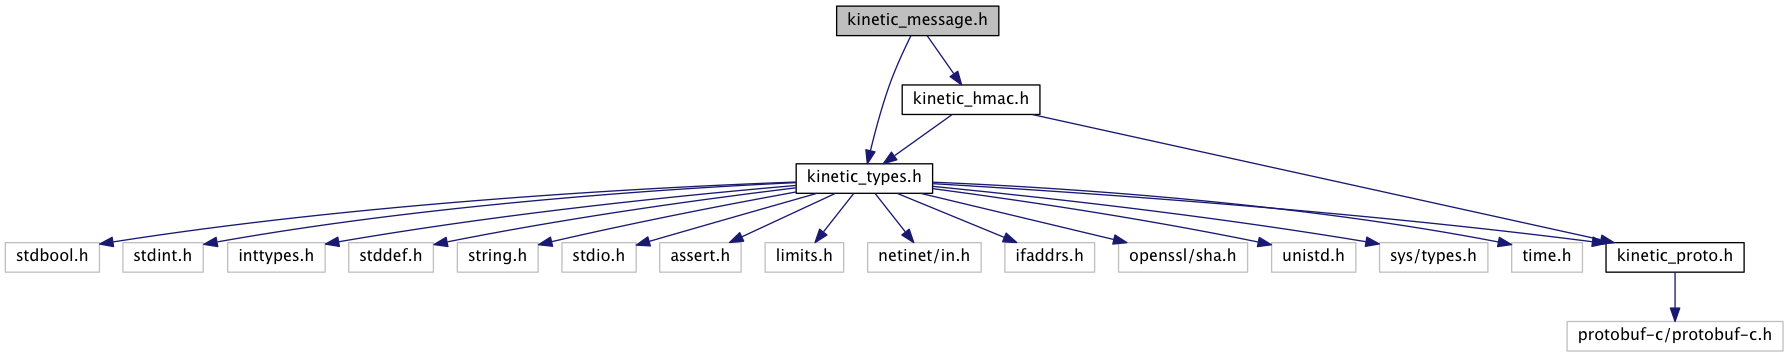 kinetic_message.h
kinetic_hmac.h
kinetic_types.h
stdbool.h
stdint.h
inttypes.h
stddef.h
string.h
stdio.h
assert.h
limits.h
netinet/in.h
ifaddrs.h
openssl/sha.h
unistd.h
sys/types.h
time.h
kinetic_proto.h
protobuf-c/protobuf-c.h